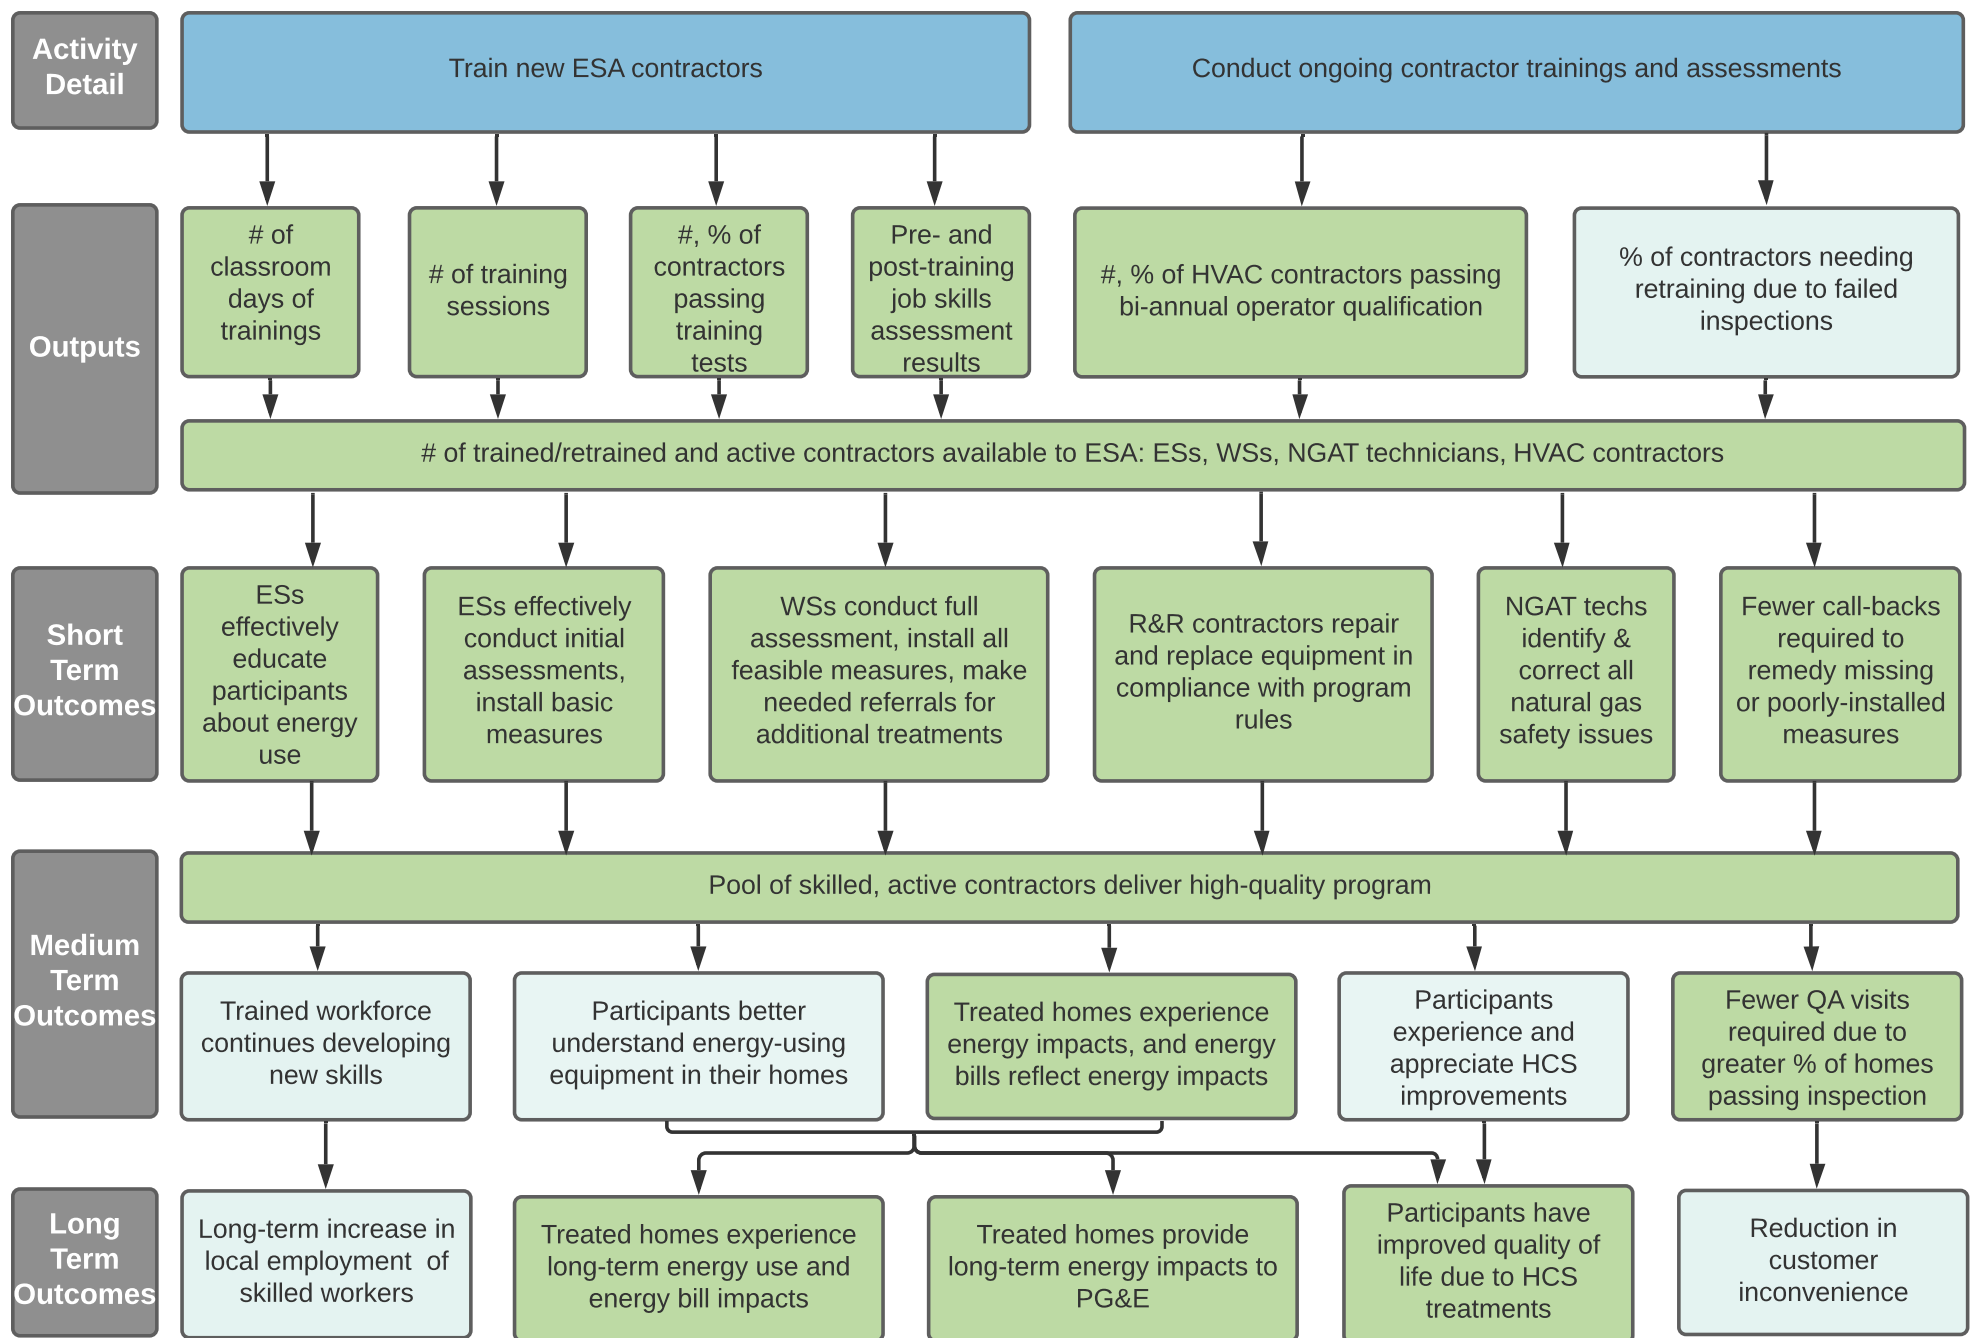 Activity
Detail
Train new ESA contractors
Conduct ongoing contractor trainings and assessments
Outputs
# of
classroom
days of
trainings
# of training
sessions
#, % of
contractors
passing
training
tests
Pre- and
post-training
job skills
assessment
results
#, % of HVAC contractors passing
bi-annual operator qualification
% of contractors needing
retraining due to failed
inspections
# of trained/retrained and active contractors available to ESA: ESs, WSs, NGAT technicians, HVAC contractors
Short
Term
Outcomes
ESs
effectively
educate
participants
about energy
use
ESs effectively
conduct initial
assessments,
install basic
measures
WSs conduct full
assessment, install all
feasible measures, make
needed referrals for
additional treatments
R&R contractors repair
and replace equipment in
compliance with program
rules
NGAT techs
identify &
correct all
natural gas
safety issues
Fewer call-backs
required to
remedy missing
or poorly-installed
measures
Medium
Term
Outcomes
Pool of skilled, active contractors deliver high-quality program
Trained workforce
continues developing
new skills
Participants better
understand energy-using
equipment in their homes
Treated homes experience
energy impacts, and energy
bills reflect energy impacts
Participants
experience and
appreciate HCS
improvements
Fewer QA visits
required due to
greater % of homes
passing inspection
Long
Term
Outcomes
Long-term increase in
local employment  of
skilled workers
Treated homes experience
long-term energy use and
energy bill impacts
Treated homes provide
long-term energy impacts to
PG&E
Participants have
improved quality of
life due to HCS
treatments
Reduction in
customer
inconvenience